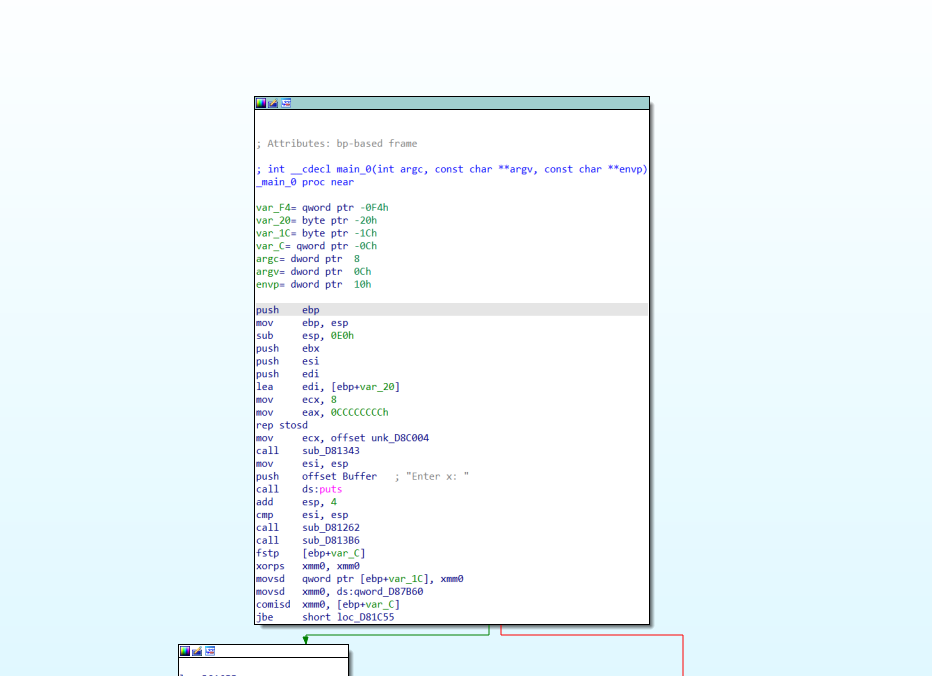 ; Attributes: bp-based frame
; int __cdecl main_0(int argc, const char **argv, const char **envp)
_main_0 proc near
var_F4= qword ptr -0F4h
var_20= byte ptr -20h
var_1C= byte ptr -1Ch
var_C= qword ptr -0Ch
argc= dword ptr  8
argv= dword ptr  0Ch
envp= dword ptr  10h
push    ebp
mov     ebp, esp
sub     esp, 0E0h
push    ebx
push    esi
push    edi
lea     edi, [ebp+var_20]
mov     ecx, 8
mov     eax, 0CCCCCCCCh
rep stosd
mov     ecx, offset unk_D8C004
call    sub_D81343
mov     esi, esp
push    offset Buffer   ; "Enter x: "
call    ds:puts
add     esp, 4
cmp     esi, esp
call    sub_D81262
call    sub_D813B6
fstp    [ebp+var_C]
xorps   xmm0, xmm0
movsd   qword ptr [ebp+var_1C], xmm0
movsd   xmm0, ds:qword_D87B60
comisd  xmm0, [ebp+var_C]
jbe     short loc_D81C55